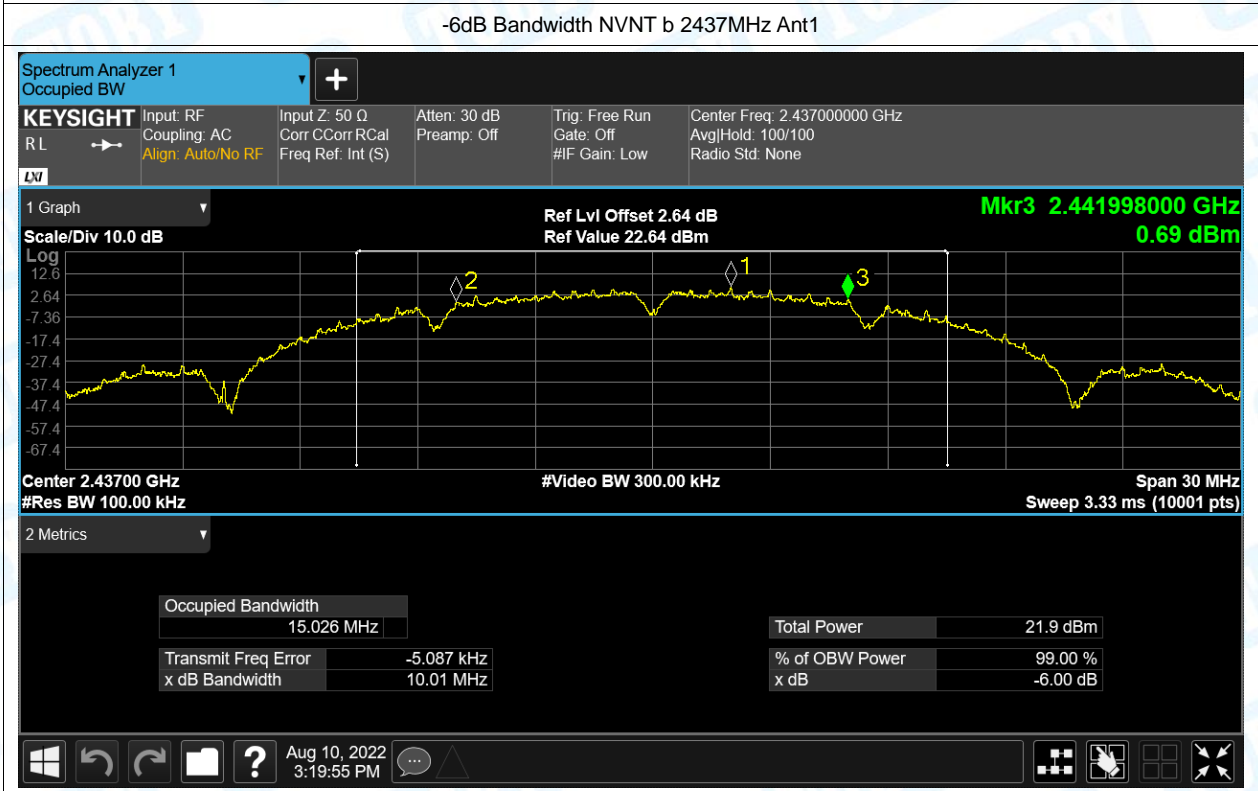 -6dB Bandwidth NVNT b 2437MHz Ant1
Spectrum Analyzer 1
Occupied BW
KEYSIGHT
R L
LXI
Input: RF
Coupling: AC
Align: Auto/No RF
Input Z: 50 Ω
Corr CCorr RCal
Freq Ref: Int (S)
Atten: 30 dB
Preamp: Off
Trig: Free Run
Gate: Off
#IF Gain: Low
Center Freq: 2.437000000 GHz
Avg|Hold: 100/100
Radio Std: None
1 Graph
Scale/Div 10.0 dB
Ref Lvl Offset 2.64 dB
Ref Value 22.64 dBm
Mkr3 2.441998000 GHz
0.69 dBm
Log
12.6
2.64
-7.36
-17.4
-27.4
-37.4
-47.4
-57.4
-67.4
2
1
3
Center 2.43700 GHz
#Res BW 100.00 kHz
#Video BW 300.00 kHz
Span 30 MHz
Sweep 3.33 ms (10001 pts)
2 Metrics
Occupied Bandwidth
15.026 MHz
Transmit Freq Error -5.087 kHz
x dB Bandwidth 10.01 MHz
Total Power 21.9 dBm
% of OBW Power 99.00 %
x dB -6.00 dB
?
Aug 10, 2022
3:19:55 PM